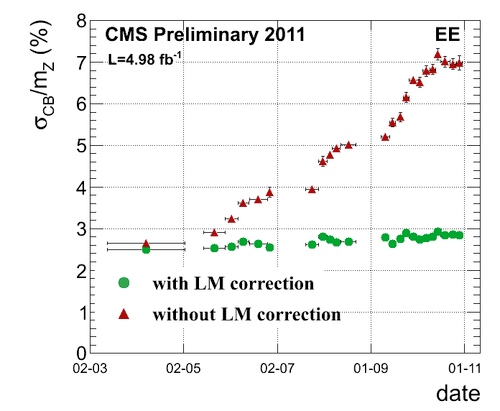 CMS Preliminary 2011 EE
L=4.98 fb⁻¹
σCB/mZ (%)
8
7
6
5
4
3
2
1
0
with LM correction
without LM correction
02-03 02-05 02-07 01-09 01-11
date